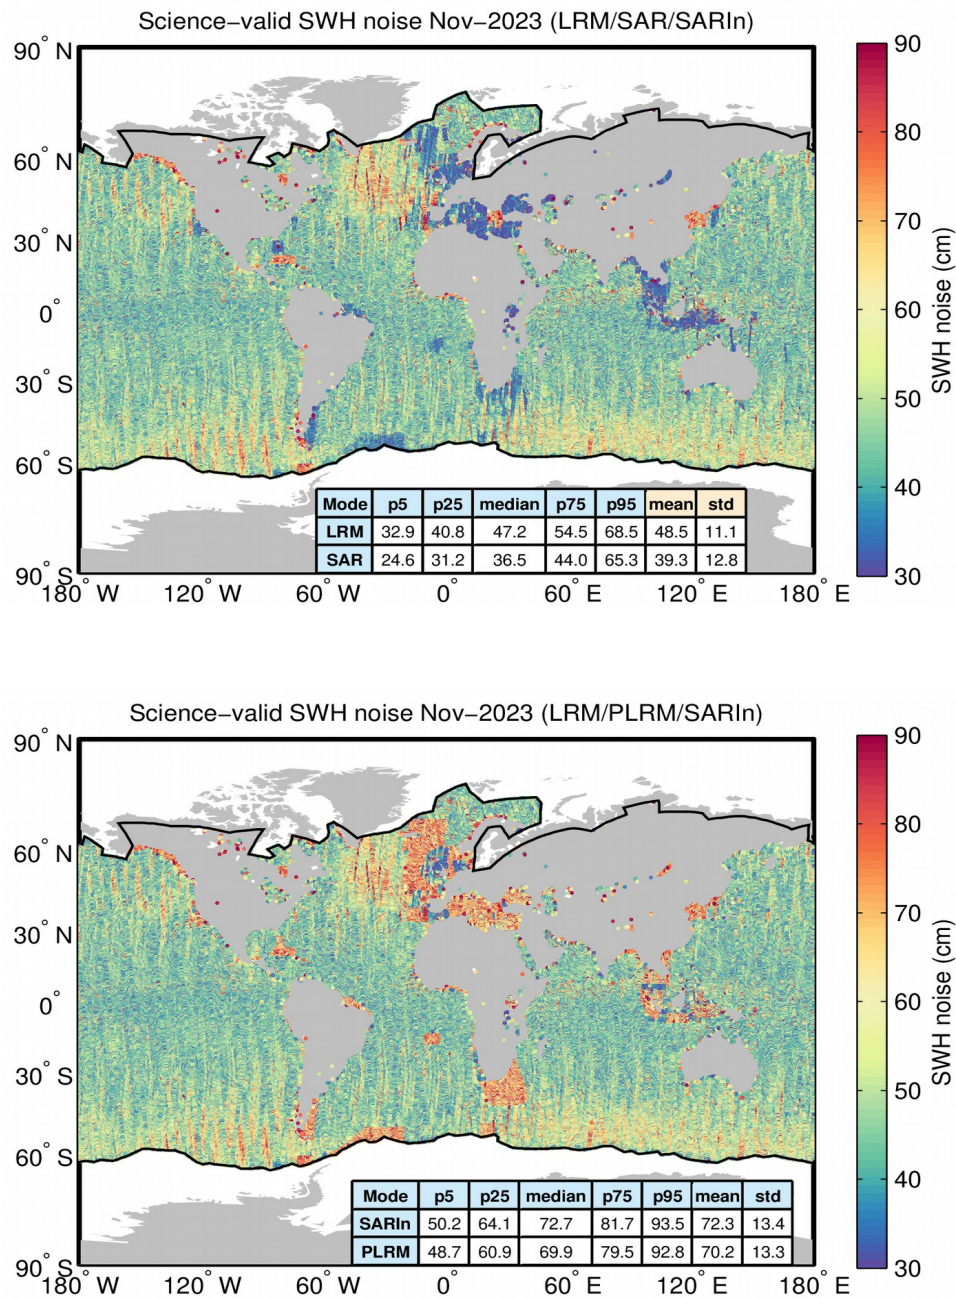 Science−valid SWH noise Nov−2023 (LRM/SAR/SARIn)
90° N
60° N
30° N
0°
30° S
60° S
90° S
180° W 120° W 60° W 0° 60° E 120° E 180° E
Mode p5 p25 median p75 p95 mean std
LRM 32.9 40.8 47.2 54.5 68.5 48.5 11.1
SAR 24.6 31.2 36.5 44.0 65.3 39.3 12.8
90
80
70
60
50
40
30
SWH noise (cm)
Science−valid SWH noise Nov−2023 (LRM/PLRM/SARIn)
90° N
60° N
30° N
0°
30° S
60° S
90° S
180° W 120° W 60° W 0° 60° E 120° E 180° E
Mode p5 p25 median p75 p95 mean std
SARIn 50.2 64.1 72.7 81.7 93.5 72.3 13.4
PLRM 48.7 60.9 69.9 79.5 92.8 70.2 13.3
90
80
70
60
50
40
30
SWH noise (cm)